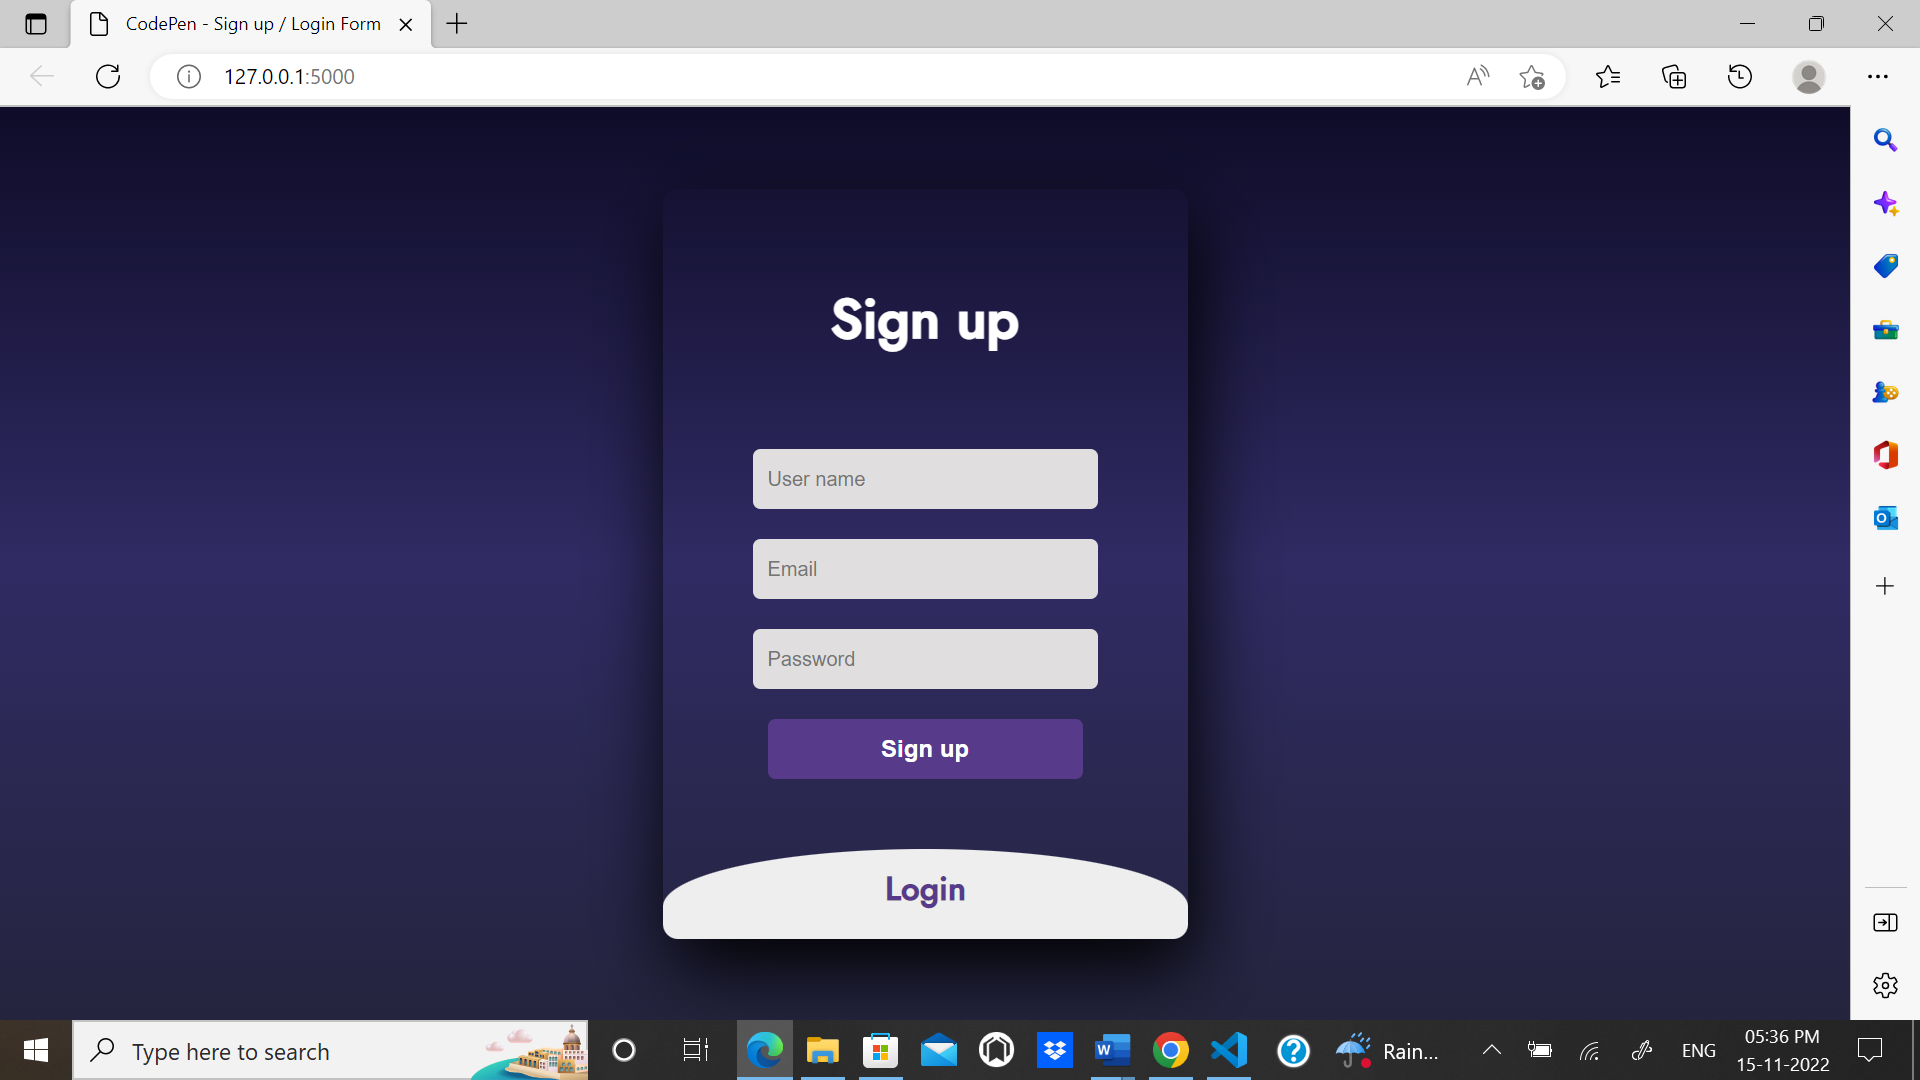 CodePen - Sign up / Login Form
127.0.0.1:5000
Sign up
User name
Email
Password
Sign up
Login
Type here to search
Rain...
ENG
05:36 PM
15-11-2022